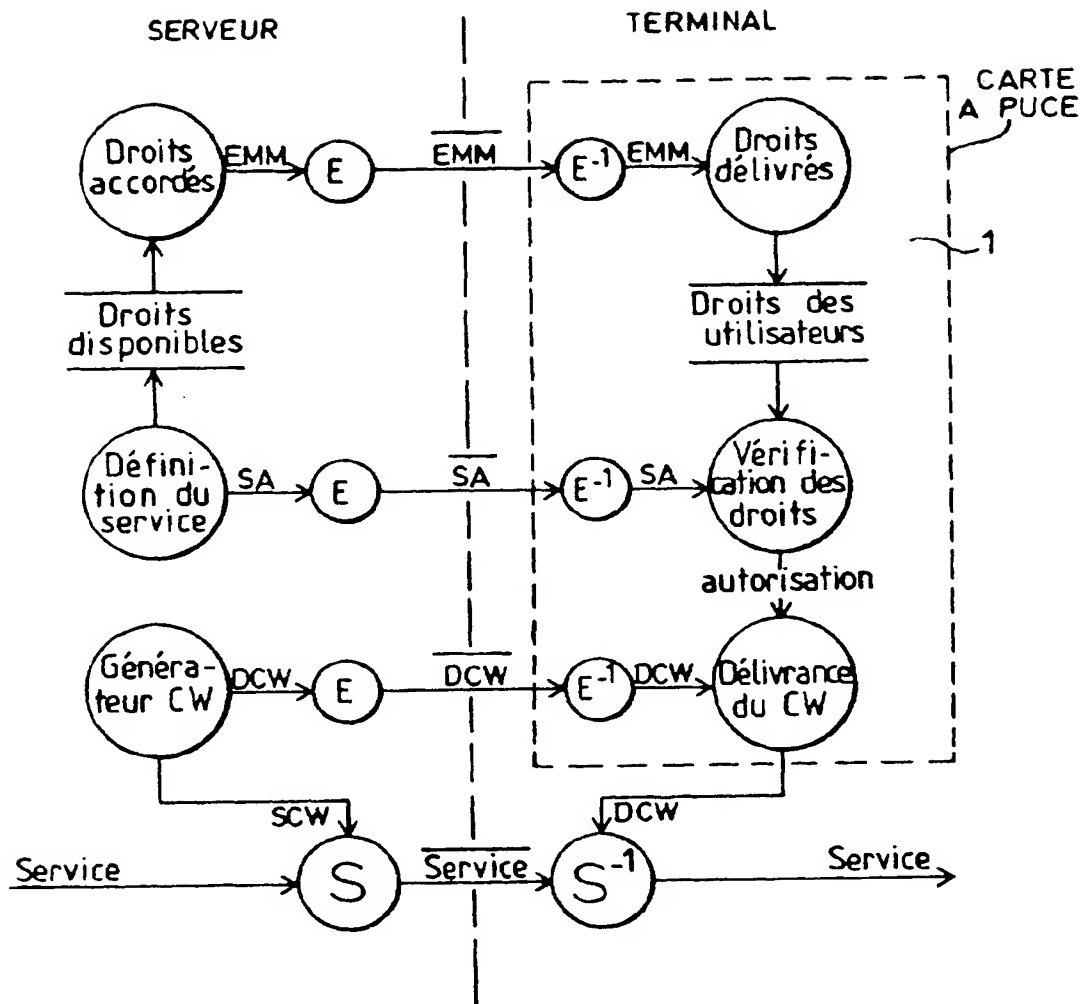 SERVEUR
TERMINAL
CARTE
A PUCE
Droits
accordés
EMM
E
EMM
E-1
EMM
Droits
délivrés
1
Droits
disponibles
Droits des
utilisateurs
Défini-
tion du
service
SA
E
SA
E-1
SA
Vérifi-
cation des
droits
autorisation
Généra-
teur CW
DCW
E
DCW
E-1
DCW
Délivrance
du CW
SCW
DCW
Service
S
Service
S-1
Service